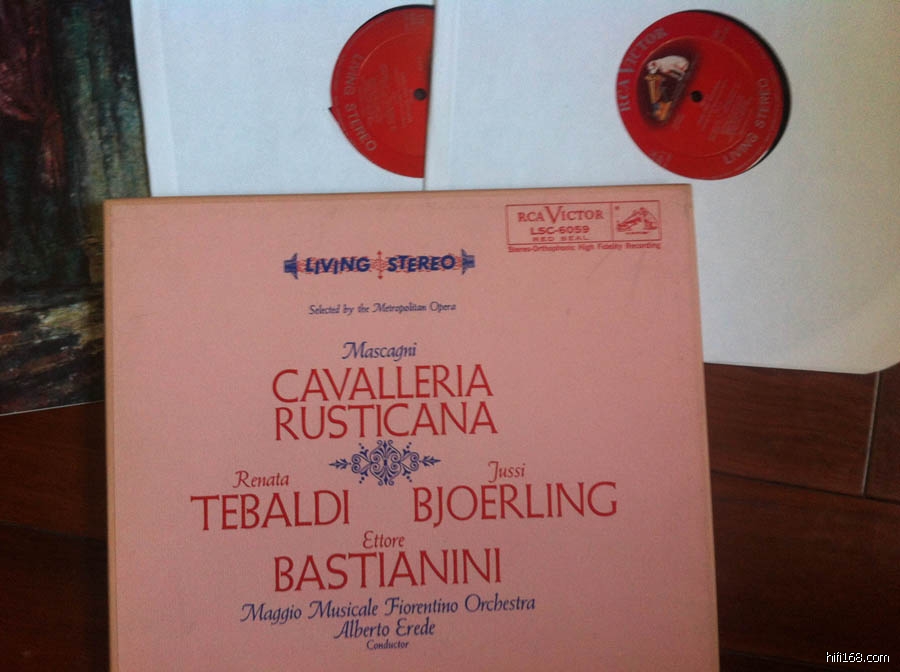 LIVING STEREO
RCA VICTOR
LIVING STEREO
RCA VICTOR
LSC-6059
RED SEAL
Stereo-Orthophonic High Fidelity Recording
LIVING STEREO
Selected by the Metropolitan Opera
Mascagni
CAVALLERIA
RUSTICANA
Renata
TEBALDI
Jussi
BJOERLING
Ettore
BASTIANINI
Maggio Musicale Fiorentino Orchestra
Alberto Erede
Conductor
hifi168.com